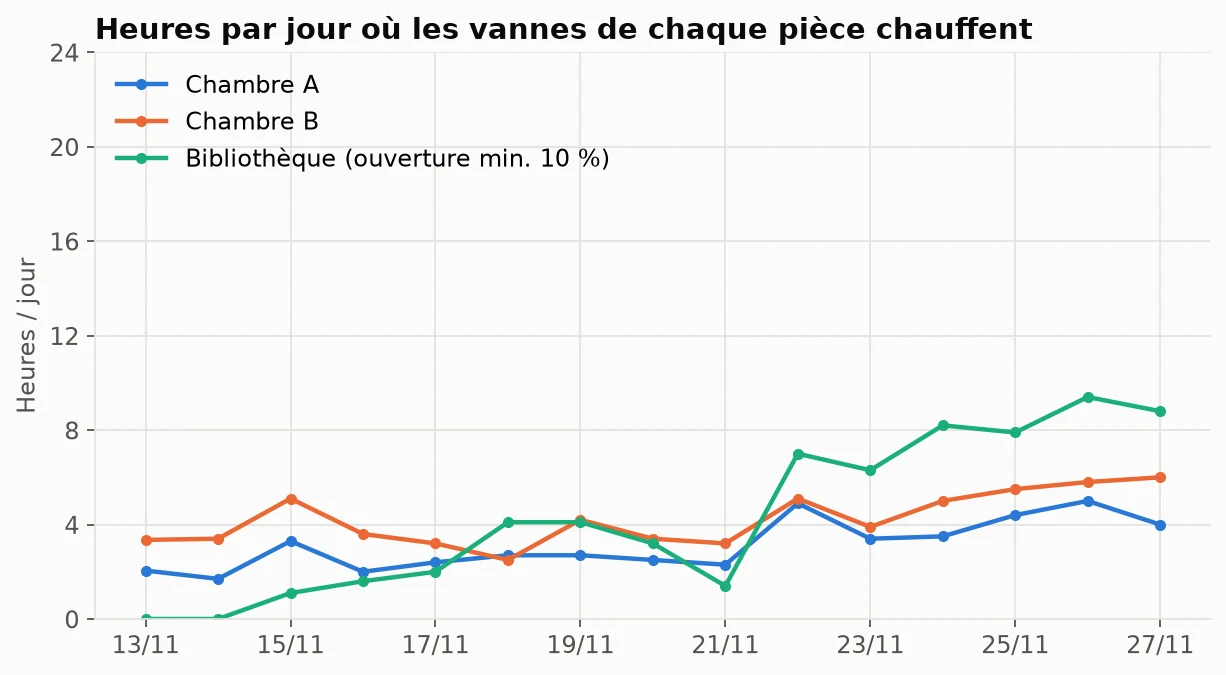 Heures par jour où les vannes de chaque pièce chauffent
24
20
16
12
8
4
0
Heures / jour
Chambre A
Chambre B
Bibliothèque (ouverture min. 10 %)
13/11 15/11 17/11 19/11 21/11 23/11 25/11 27/11